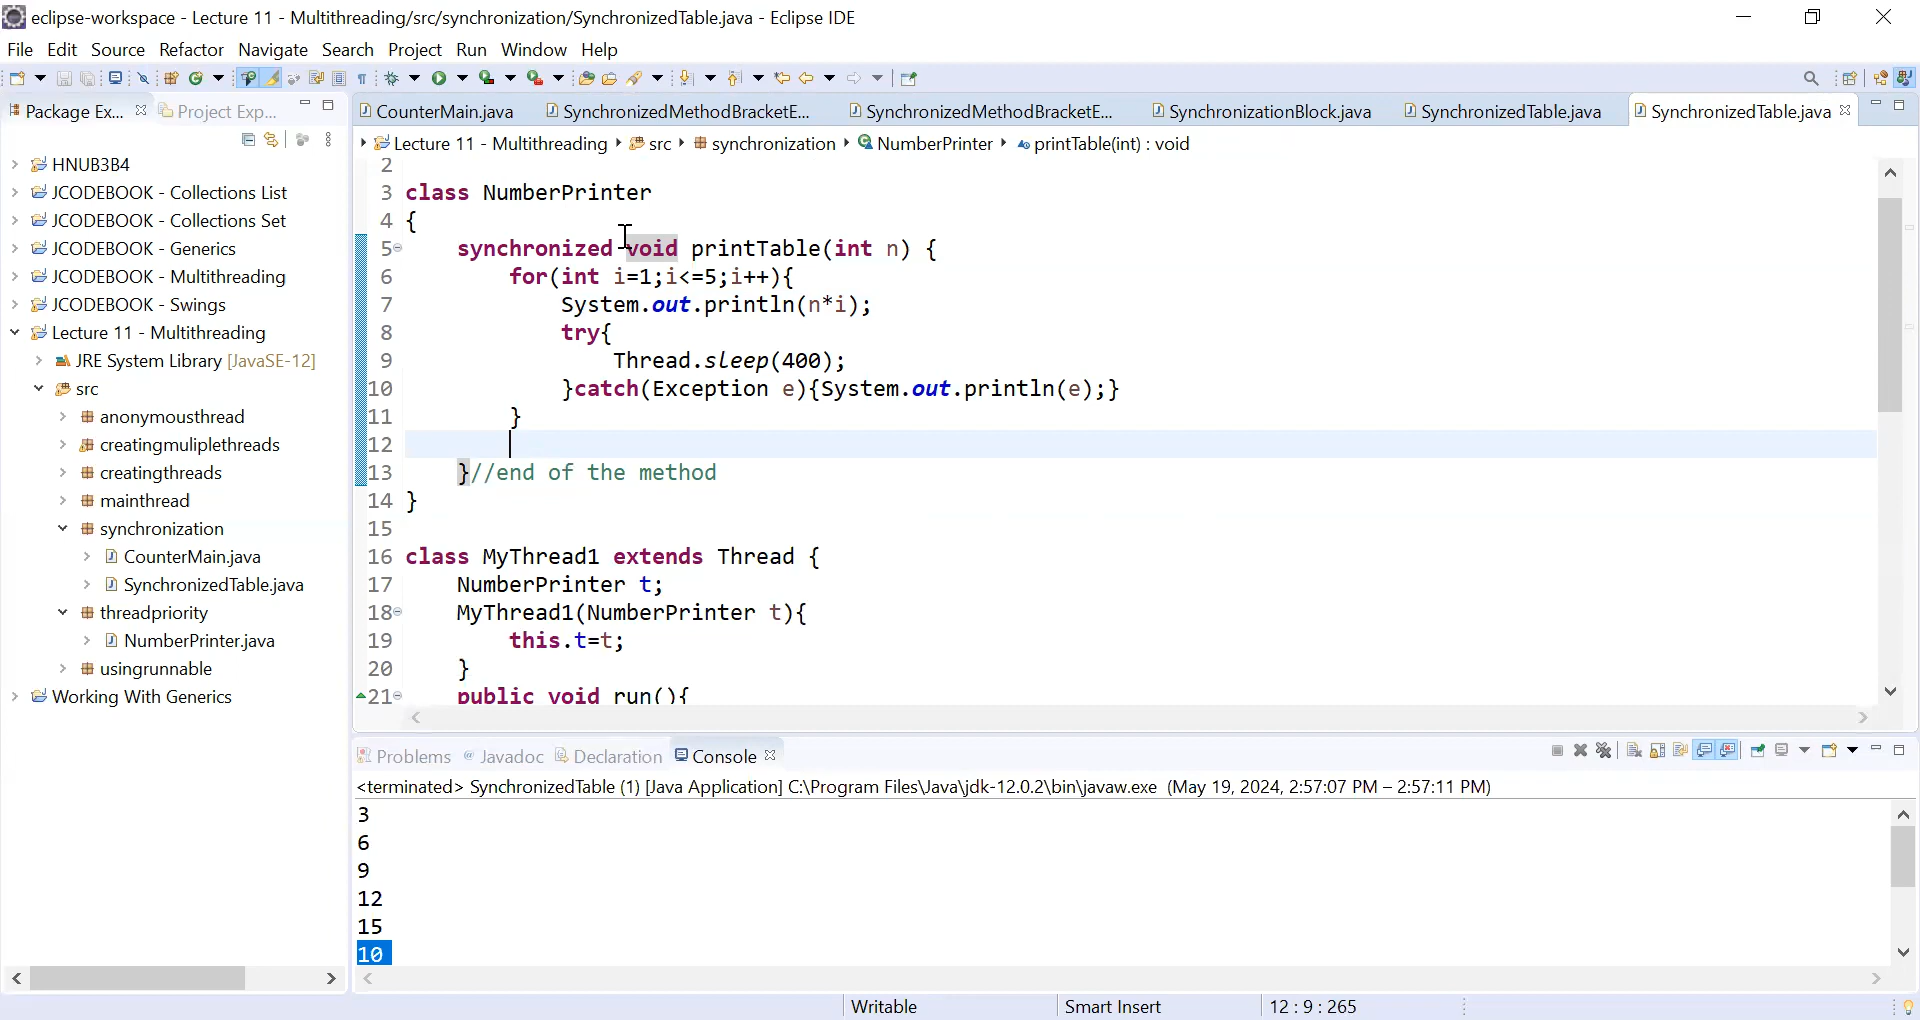 eclipse-workspace - Lecture 11 - Multithreading/src/synchronization/SynchronizedTable.java - Eclipse IDE
File Edit Source Refactor Navigate Search Project Run Window Help
Package Ex... Project Exp...
CounterMain.java SynchronizedMethodBracketE... SynchronizedMethodBracketE... SynchronizationBlock.java SynchronizedTable.java SynchronizedTable.java
Lecture 11 - Multithreading src synchronization NumberPrinter printTable(int) : void
HNUB3B4
JCODEBOOK - Collections List
JCODEBOOK - Collections Set
JCODEBOOK - Generics
JCODEBOOK - Multithreading
JCODEBOOK - Swings
Lecture 11 - Multithreading
JRE System Library [JavaSE-12]
src
anonymousthread
creatingmuliplethreads
creatingthreads
mainthread
synchronization
CounterMain.java
SynchronizedTable.java
threadpriority
NumberPrinter.java
usingrunnable
Working With Generics
2
3 class NumberPrinter
4 {
5 synchronized void printTable(int n) {
6 for(int i=1;i<=5;i++){
7 System.out.println(n*i);
8 try{
9 Thread.sleep(400);
10 }catch(Exception e){System.out.println(e);}
11 }
12
13 }//end of the method
14 }
15
16 class MyThread1 extends Thread {
17 NumberPrinter t;
18 MyThread1(NumberPrinter t){
19 this.t=t;
20 }
21 public void run(){
Problems Javadoc Declaration Console
<terminated> SynchronizedTable (1) [Java Application] C:\Program Files\Java\jdk-12.0.2\bin\javaw.exe (May 19, 2024, 2:57:07 PM – 2:57:11 PM)
3
6
9
12
15
10
Writable Smart Insert 12 : 9 : 265